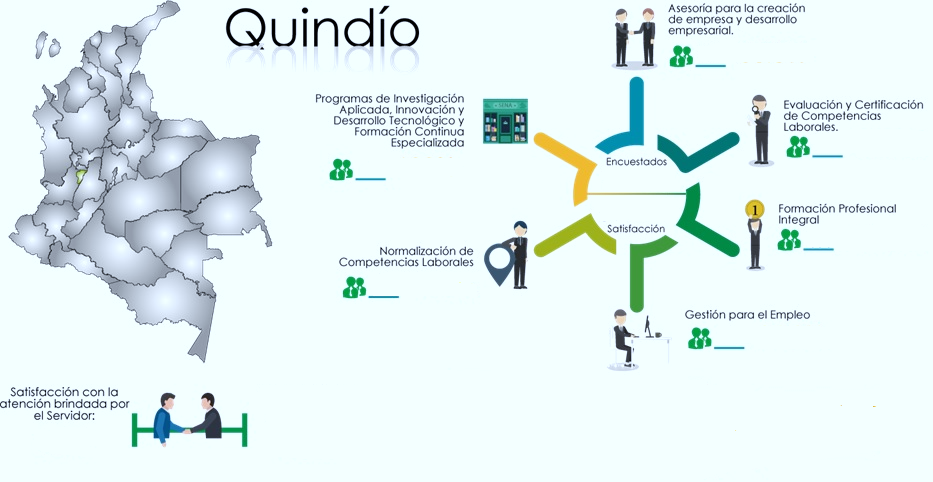 Quindío
Asesoría para la creación
de empresa y desarrollo
empresarial.
Programas de Investigación
Aplicada, Innovación y
Desarrollo Tecnológico y
Formación Continua
Especializada
SENA
Evaluación y Certificación
de Competencias
Laborales.
Encuestados
1
Formación Profesional
Integral
Satisfacción
Normalización de
Competencias Laborales
Gestión para el Empleo
Satisfacción con la
atención brindada por
el Servidor: